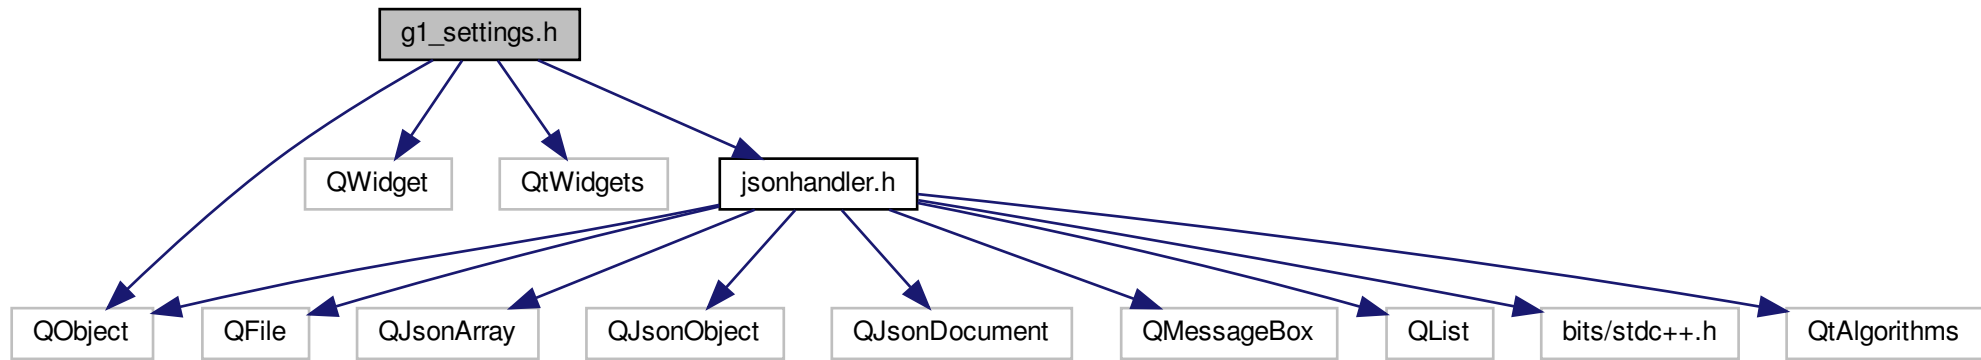 g1_settings.h
QWidget
QtWidgets
jsonhandler.h
QObject
QFile
QJsonArray
QJsonObject
QJsonDocument
QMessageBox
QList
bits/stdc++.h
QtAlgorithms